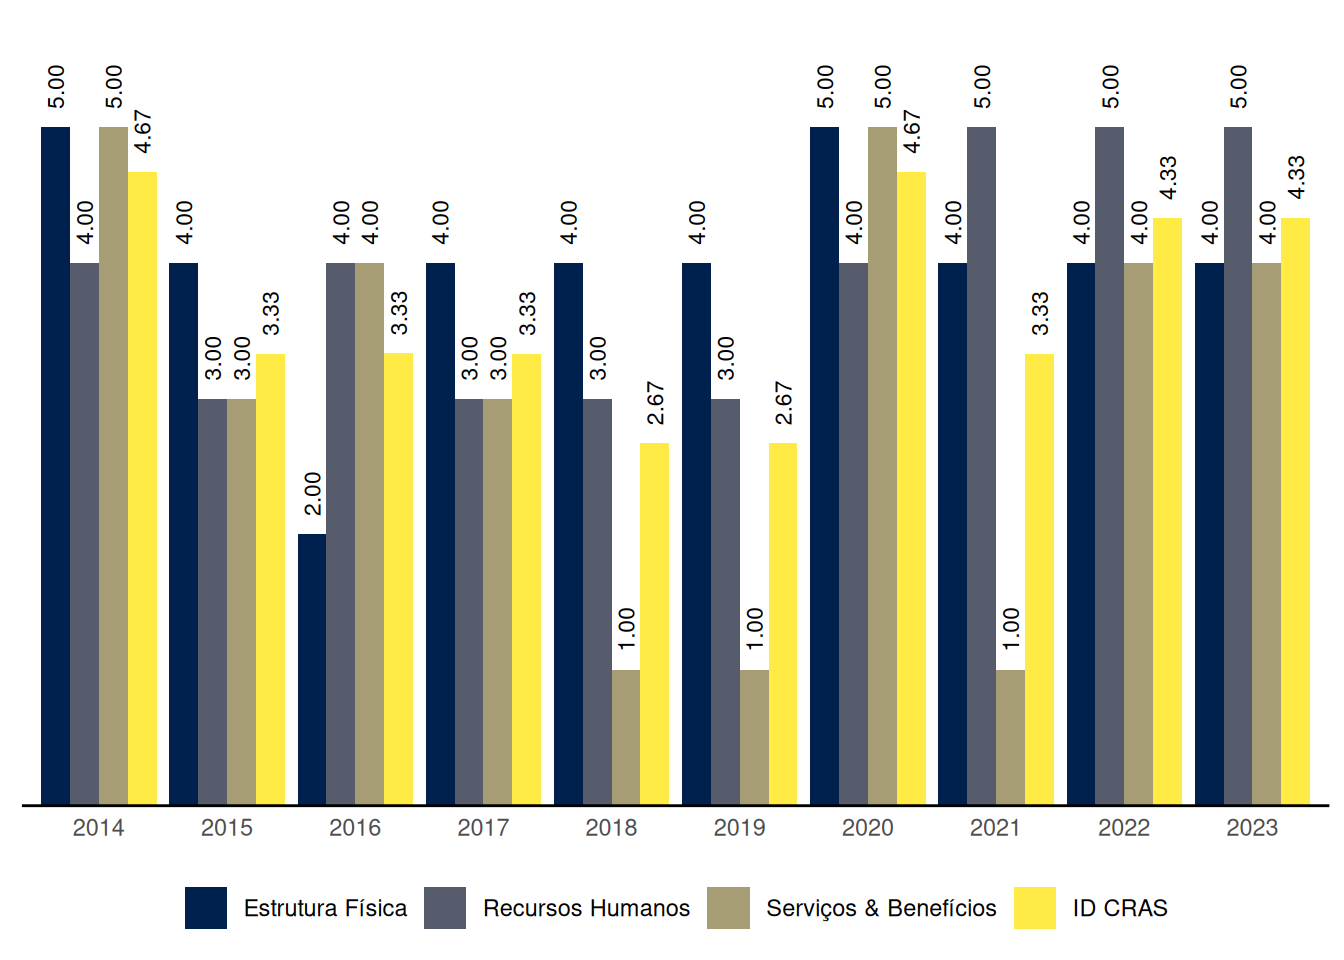 5.00 4.00 5.00 4.67 4.00 3.00 3.00 3.33 2.00 4.00 4.00 3.33 4.00 3.00 3.00 3.33 4.00 3.00 1.00 2.67 4.00 3.00 1.00 2.67 5.00 4.00 5.00 4.67 4.00 5.00 1.00 3.33 4.00 5.00 4.00 4.33 4.00 5.00 4.00 4.33
2014 2015 2016 2017 2018 2019 2020 2021 2022 2023
Estrutura Física Recursos Humanos Serviços & Benefícios ID CRAS